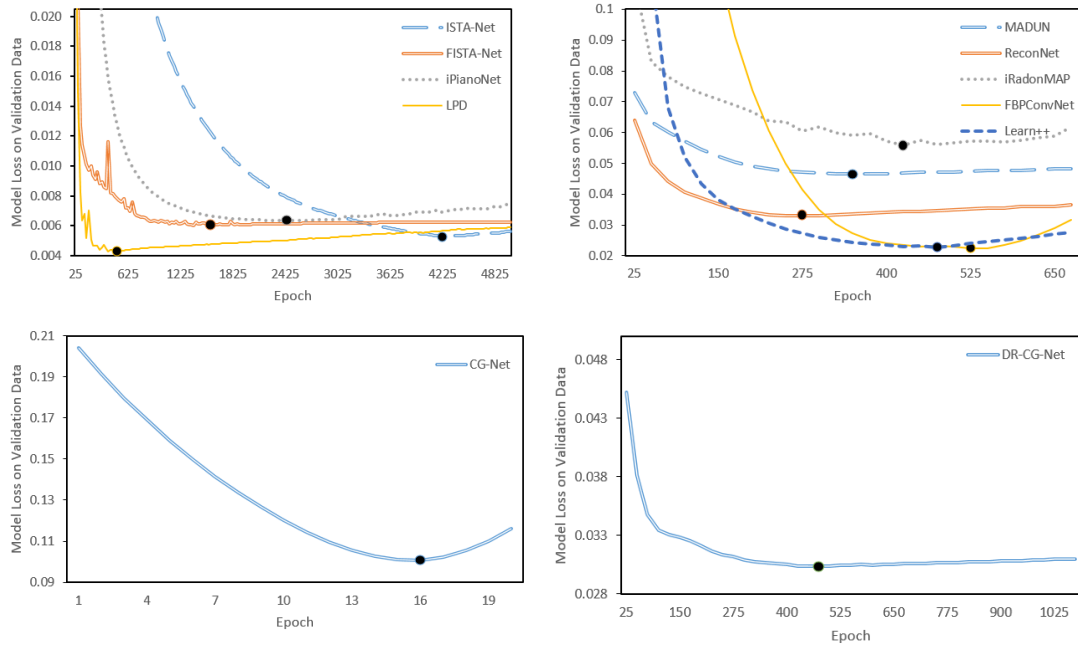 Model Loss on Validation Data
0.020
0.018
0.016
0.014
0.012
0.010
0.008
0.006
0.004
25 625 1225 1825 2425 3025 3625 4225 4825
Epoch
ISTA-Net
FISTA-Net
iPianoNet
LPD
Model Loss on Validation Data
0.1
0.09
0.08
0.07
0.06
0.05
0.04
0.03
0.02
25 150 275 400 525 650
Epoch
MADUN
ReconNet
iRadonMAP
FBPConvNet
Learn++
Model Loss on Validation Data
0.21
0.19
0.17
0.15
0.13
0.11
0.09
1 4 7 10 13 16 19
Epoch
CG-Net
Model Loss on Validation Data
0.048
0.043
0.038
0.033
0.028
25 150 275 400 525 650 775 900 1025
Epoch
DR-CG-Net